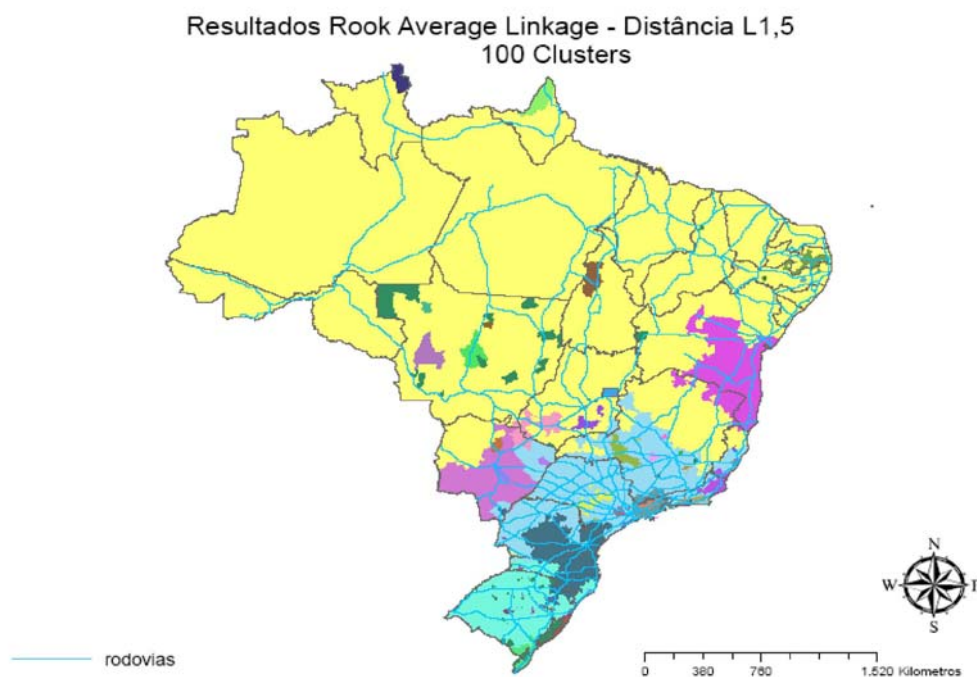 Resultados Rook Average Linkage - Distância L1,5
100 Clusters
N
W
S
rodovias
0 380 760 1.520 Kilometros